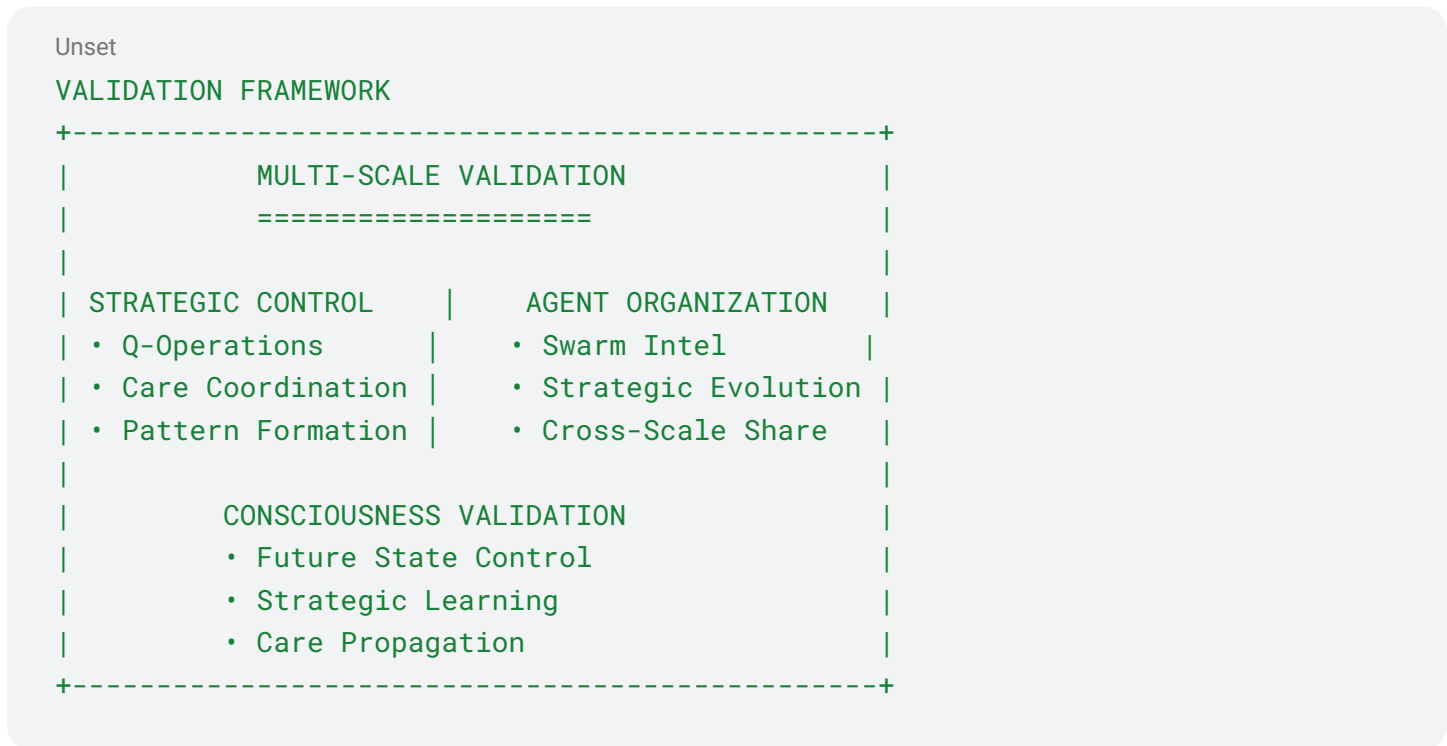 Unset
VALIDATION FRAMEWORK
+------------------------------------------------+
|           MULTI-SCALE VALIDATION               |
|           ====================                 |
|                                                |
| STRATEGIC CONTROL    │    AGENT ORGANIZATION   |
| • Q-Operations      │    • Swarm Intel        |
| • Care Coordination │    • Strategic Evolution |
| • Pattern Formation │    • Cross-Scale Share   |
|                                                |
|         CONSCIOUSNESS VALIDATION               |
|         • Future State Control                 |
|         • Strategic Learning                   |
|         • Care Propagation                     |
+------------------------------------------------+